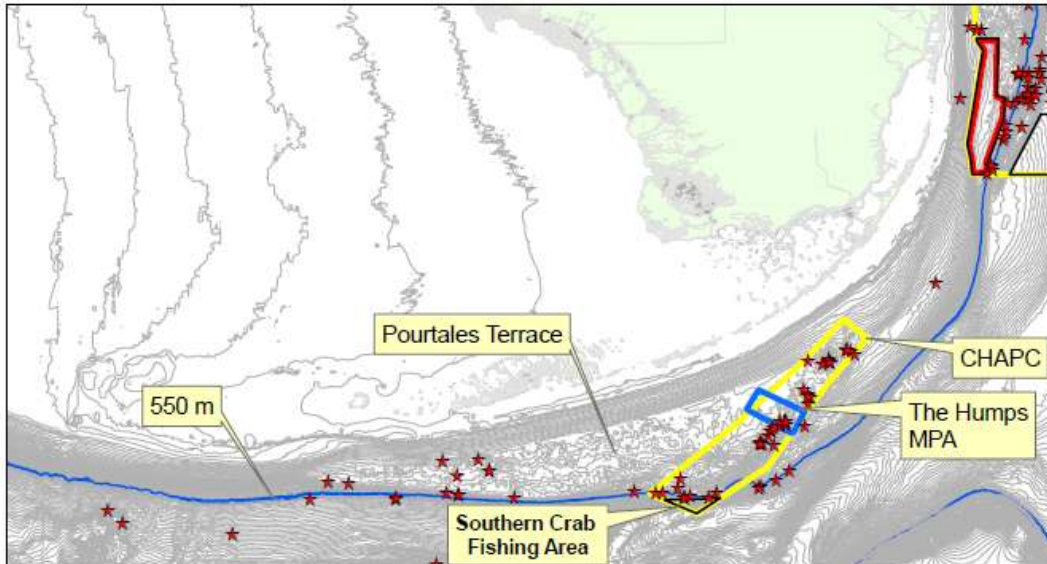 Pourtales Terrace
CHAPC
550 m
The Humps
MPA
Southern Crab
Fishing Area